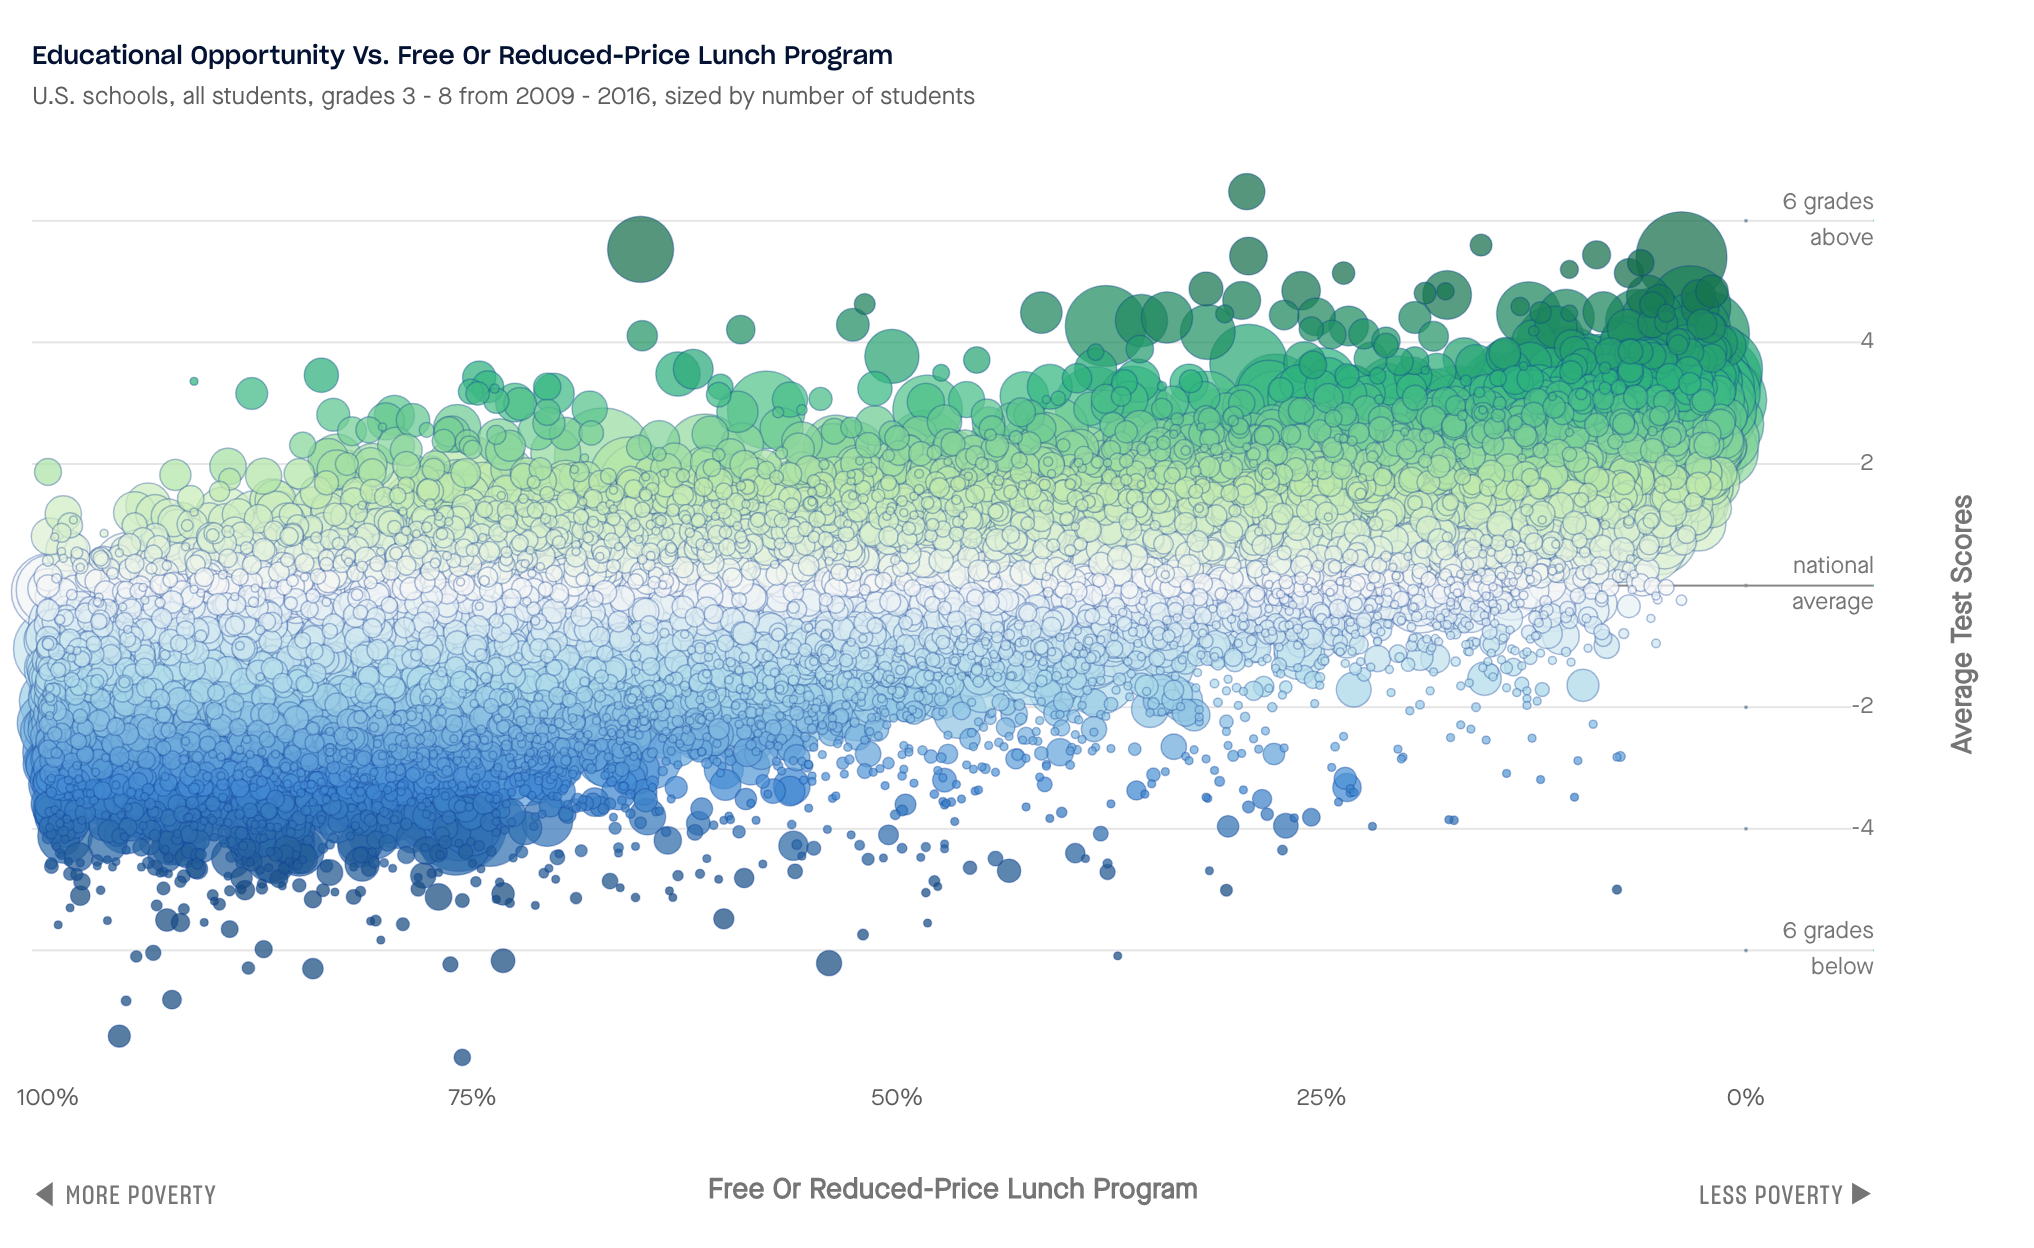 Educational Opportunity Vs. Free Or Reduced-Price Lunch Program
U.S. schools, all students, grades 3 - 8 from 2009 - 2016, sized by number of students
6 grades
above
4
2
national
average
-2
-4
6 grades
below
Average Test Scores
100%
75%
50%
25%
0%
◀ MORE POVERTY
Free Or Reduced-Price Lunch Program
LESS POVERTY ▶